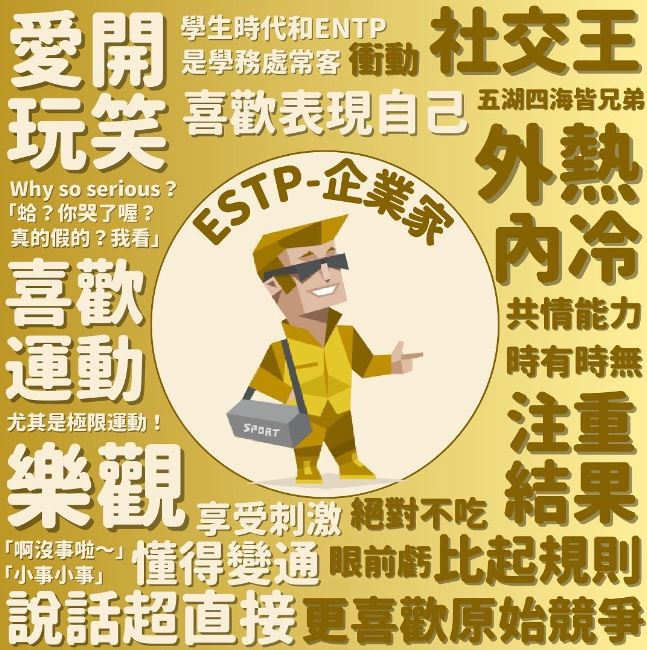 愛開
玩笑
學生時代和ENTP
是學務處常客
衝動
社交王
喜歡表現自己
五湖四海皆兄弟
Why so serious？
「蛤？你哭了喔？
真的假的？我看」
外熱
內冷
ESTP-企業家
喜歡
運動
尤其是極限運動！
共情能力
時有時無
SPORT
注重
結果
樂觀
「啊沒事啦～」
「小事小事」
享受刺激
懂得變通
絕對不吃
眼前虧
比起規則
說話超直接
更喜歡原始競爭